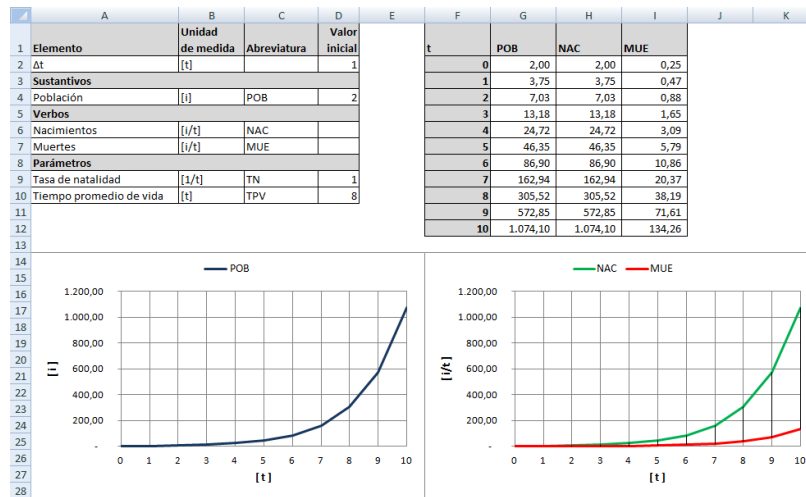 A B C D E F G H I J K
Unidad Valor
1 Elemento de medida Abreviatura inicial t POB NAC MUE
2 Δt [t] 1 0 2,00 2,00 0,25
3 Sustantivos 1 3,75 3,75 0,47
4 Población [i] POB 2 2 7,03 7,03 0,88
5 Verbos 3 13,18 13,18 1,65
6 Nacimientos [i/t] NAC 4 24,72 24,72 3,09
7 Muertes [i/t] MUE 5 46,35 46,35 5,79
8 Parámetros 6 86,90 86,90 10,86
9 Tasa de natalidad [1/t] TN 1 7 162,94 162,94 20,37
10 Tiempo promedio de vida [t] TPV 8 8 305,52 305,52 38,19
11 9 572,85 572,85 71,61
12 10 1.074,10 1.074,10 134,26
13
14 POB NAC MUE
15
16 1.200,00 1.200,00
17
18 1.000,00 1.000,00
19
20 800,00 800,00
21 [i] 600,00 [i/t] 600,00
22
23 400,00 400,00
24 200,00 200,00
25
26 - -
0 1 2 3 4 5 6 7 8 9 10 0 1 2 3 4 5 6 7 8 9 10
27 [t] [t]
28